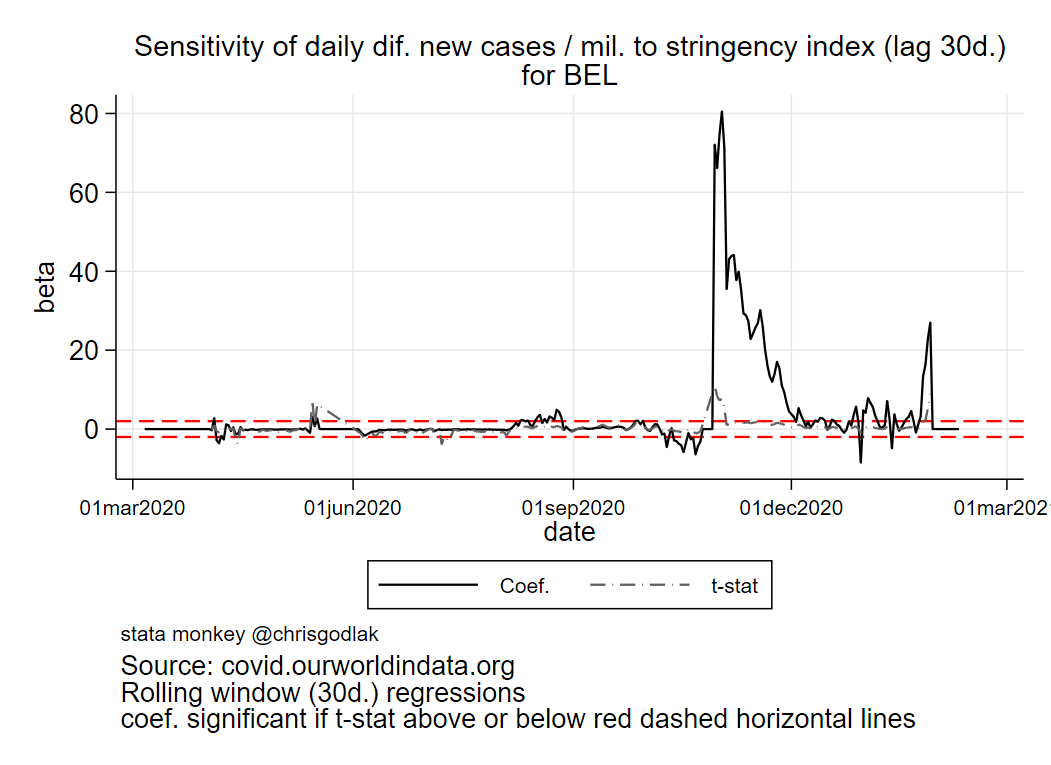 Sensitivity of daily dif. new cases / mil. to stringency index (lag 30d.)
for BEL
beta
80
60
40
20
0
01mar2020
01jun2020
01sep2020
01dec2020
01mar202
date
Coef.
t-stat
stata monkey @chrisgodlak
Source: covid.ourworldindata.org
Rolling window (30d.) regressions
coef. significant if t-stat above or below red dashed horizontal lines